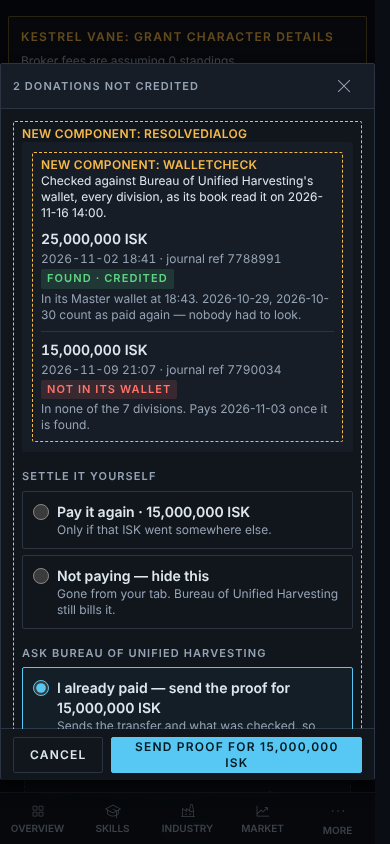 KESTREL VANE: GRANT CHARACTER DETAILS
Broker fees are assuming 0 standings
2 DONATIONS NOT CREDITED
NEW COMPONENT: RESOLVEDIALOG
NEW COMPONENT: WALLETCHECK
Checked against Bureau of Unified Harvesting's
wallet, every division, as its book read it on 2026-
11-16 14:00.
25,000,000 ISK
2026-11-02 18:41 · journal ref 7788991
FOUND · CREDITED
In its Master wallet at 18:43. 2026-10-29, 2026-10-
30 count as paid again — nobody had to look.
15,000,000 ISK
2026-11-09 21:07 · journal ref 7790034
NOT IN ITS WALLET
In none of the 7 divisions. Pays 2026-11-03 once it
is found.
SETTLE IT YOURSELF
Pay it again · 15,000,000 ISK
Only if that ISK went somewhere else.
Not paying — hide this
Gone from your tab. Bureau of Unified Harvesting
still bills it.
ASK BUREAU OF UNIFIED HARVESTING
I already paid — send the proof for
15,000,000 ISK
Sends the transfer and what was checked, so
CANCEL
SEND PROOF FOR 15,000,000
ISK
OVERVIEW
SKILLS
INDUSTRY
MARKET
MORE